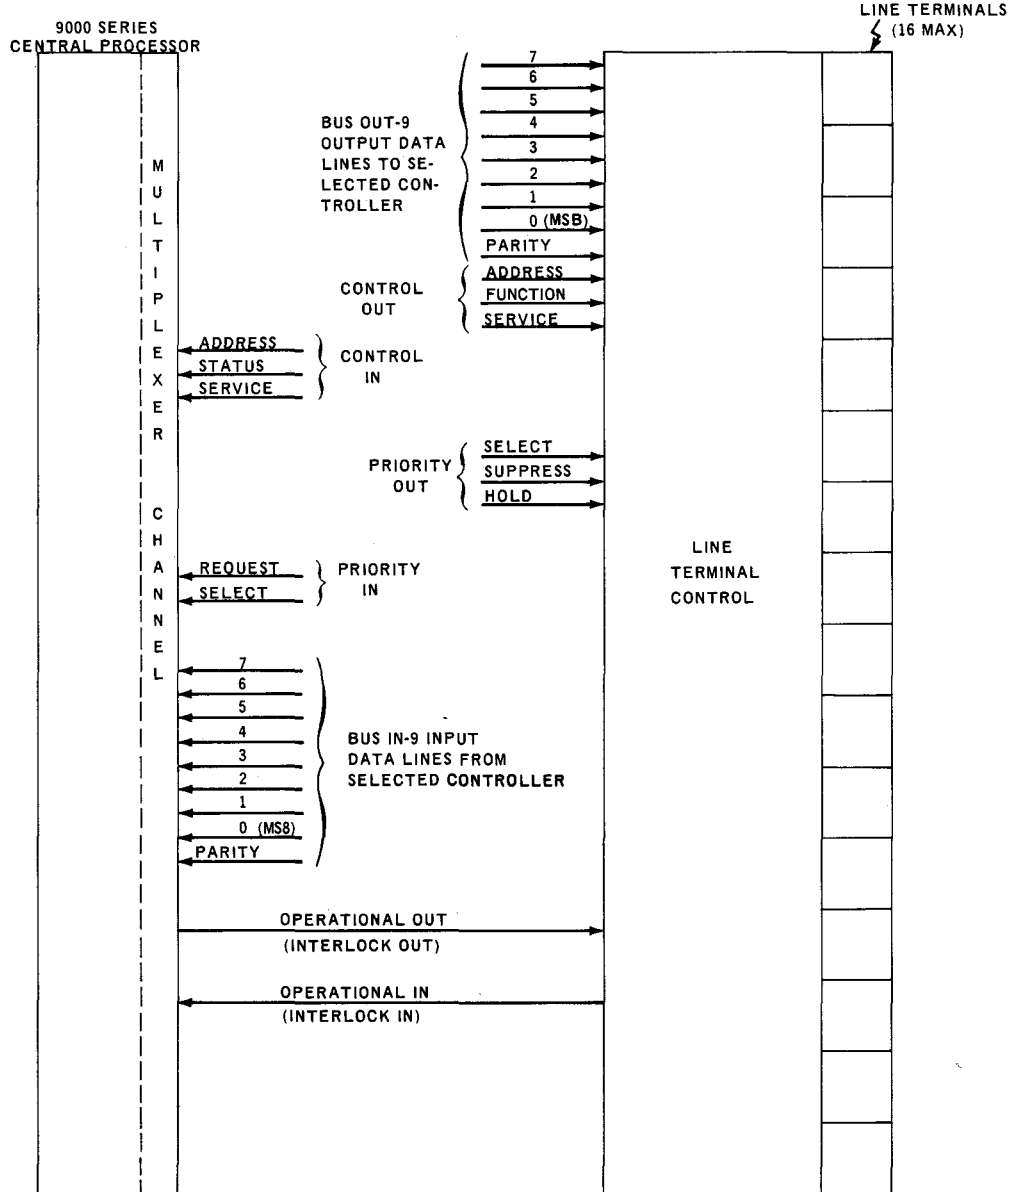 LINE TERMINALS
(16 MAX)
9000 SERIES
CENTRAL PROCESSOR
MULTIPLEXER CHANNEL
BUS OUT-9
OUTPUT DATA
LINES TO SE-
LECTED CON-
TROLLER
7
6
5
4
3
2
1
0 (MSB)
PARITY
CONTROL
OUT
ADDRESS
FUNCTION
SERVICE
ADDRESS
STATUS
SERVICE
CONTROL
IN
PRIORITY
OUT
SELECT
SUPPRESS
HOLD
LINE
TERMINAL
CONTROL
REQUEST
SELECT
PRIORITY
IN
7
6
5
4
3
2
1
0 (MS8)
PARITY
BUS IN-9 INPUT
DATA LINES FROM
SELECTED CONTROLLER
OPERATIONAL OUT
(INTERLOCK OUT)
OPERATIONAL IN
(INTERLOCK IN)